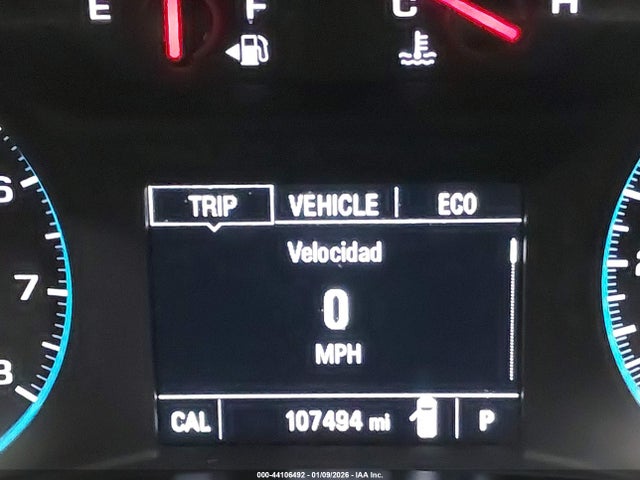 E F C H
6
7
8
2
TRIP VEHICLE ECO
Velocidad
0
MPH
CAL 107494 mi P
000-44106492 - 01/09/2026 - IAA Inc.